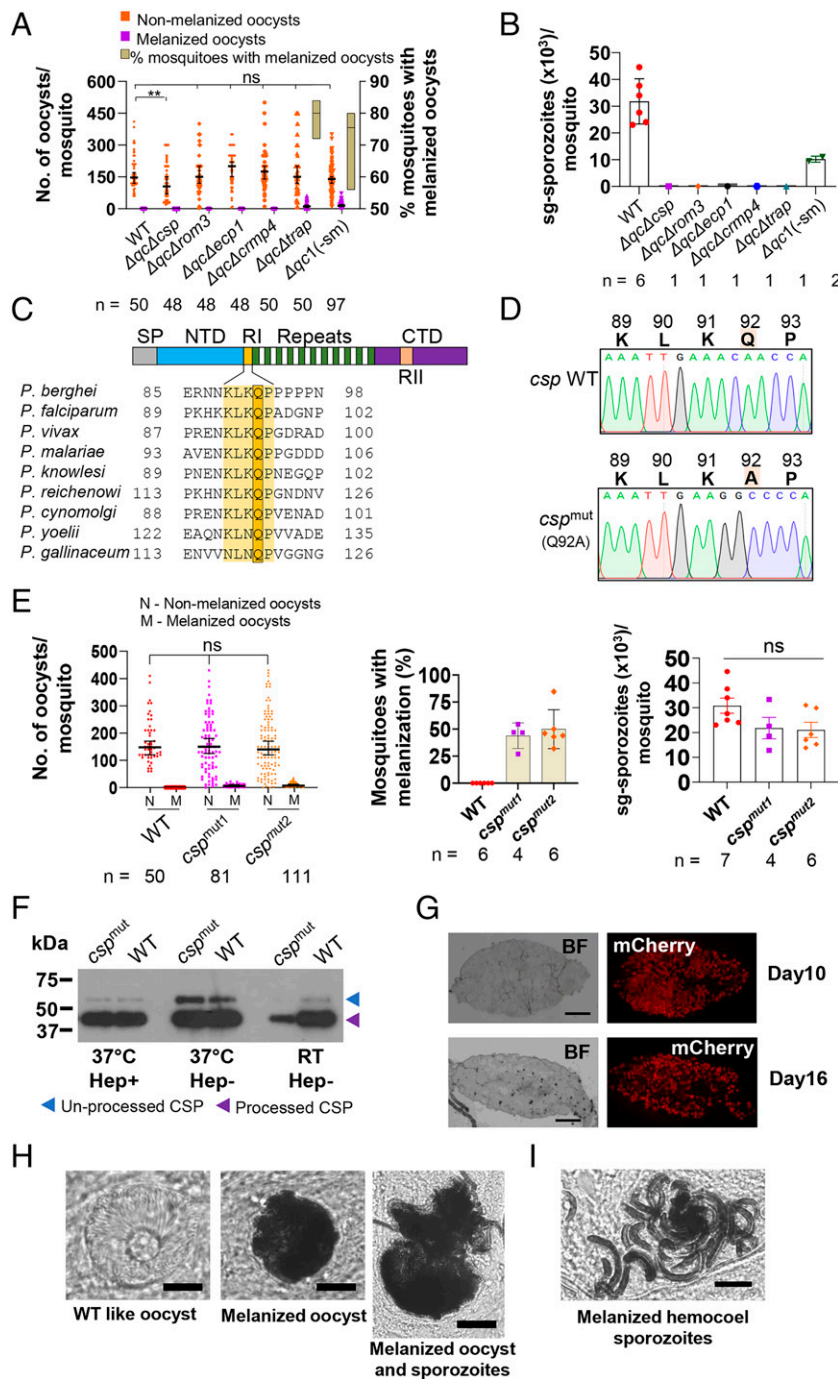 A
Non-melanized oocysts
Melanized oocysts
% mosquitoes with melanized oocysts
No. of oocysts/
mosquito
600
450
300
150
0
**
ns
90
80
70
60
50
% mosquitoes with
melanized oocysts
WT
ΔqcΔcsp
ΔqcΔrom3
ΔqcΔecp1
ΔqcΔcrmp4
ΔqcΔtrap
Δqc1(-sm)
n = 50 48 48 48 50 50 97
B
sg-sporozoites (x10³)/
mosquito
50
40
30
20
10
0
WT
ΔqcΔcsp
ΔqcΔrom3
ΔqcΔecp1
ΔqcΔcrmp4
ΔqcΔtrap
Δqc1(-sm)
n = 6 1 1 1 1 1 2
C
SP NTD RI Repeats CTD
RII
P. berghei 85 ERNNKLKQPPPPPN 98
P. falciparum 89 PKHKKLKQPADGNP 102
P. vivax 87 PRENKLKQPGDRAD 100
P. malariae 93 AVENKLKQPPGDDD 106
P. knowlesi 89 PNENKLKQPNEGQP 102
P. reichenowi 113 PKHNKLKQPGNDNV 126
P. cynomolgi 88 PRENKLKQPVENAD 101
P. yoelii 122 EAQNKLNQPVVADE 135
P. gallinaceum 113 ENVVNLNQPVGGNG 126
D
89 90 91 92 93
K L K Q P
A A A T T G A A A C A A C C A
csp WT
89 90 91 92 93
K L K A P
A A A T T G A A G G C C C C A
csp^mut
(Q92A)
E
N - Non-melanized oocysts
M - Melanized oocysts
No. of oocysts/
mosquito
500
400
300
200
100
0
ns
N M N M N M
WT
csp^mut1
csp^mut2
n = 50 81 111
Mosquitoes with
melanization (%)
100
75
50
25
0
WT
csp^mut1
csp^mut2
n = 6 4 6
sg-sporozoites (x10³)/
mosquito
50
40
30
20
10
0
ns
WT
csp^mut1
csp^mut2
n = 7 4 6
F
kDa
csp^mut WT csp^mut WT csp^mut WT
75
50
37
37°C 37°C RT
Hep+ Hep- Hep-
Un-processed CSP Processed CSP
G
BF mCherry Day10
BF mCherry Day16
H
WT like oocyst
Melanized oocyst
Melanized oocyst
and sporozoites
I
Melanized hemocoel
sporozoites